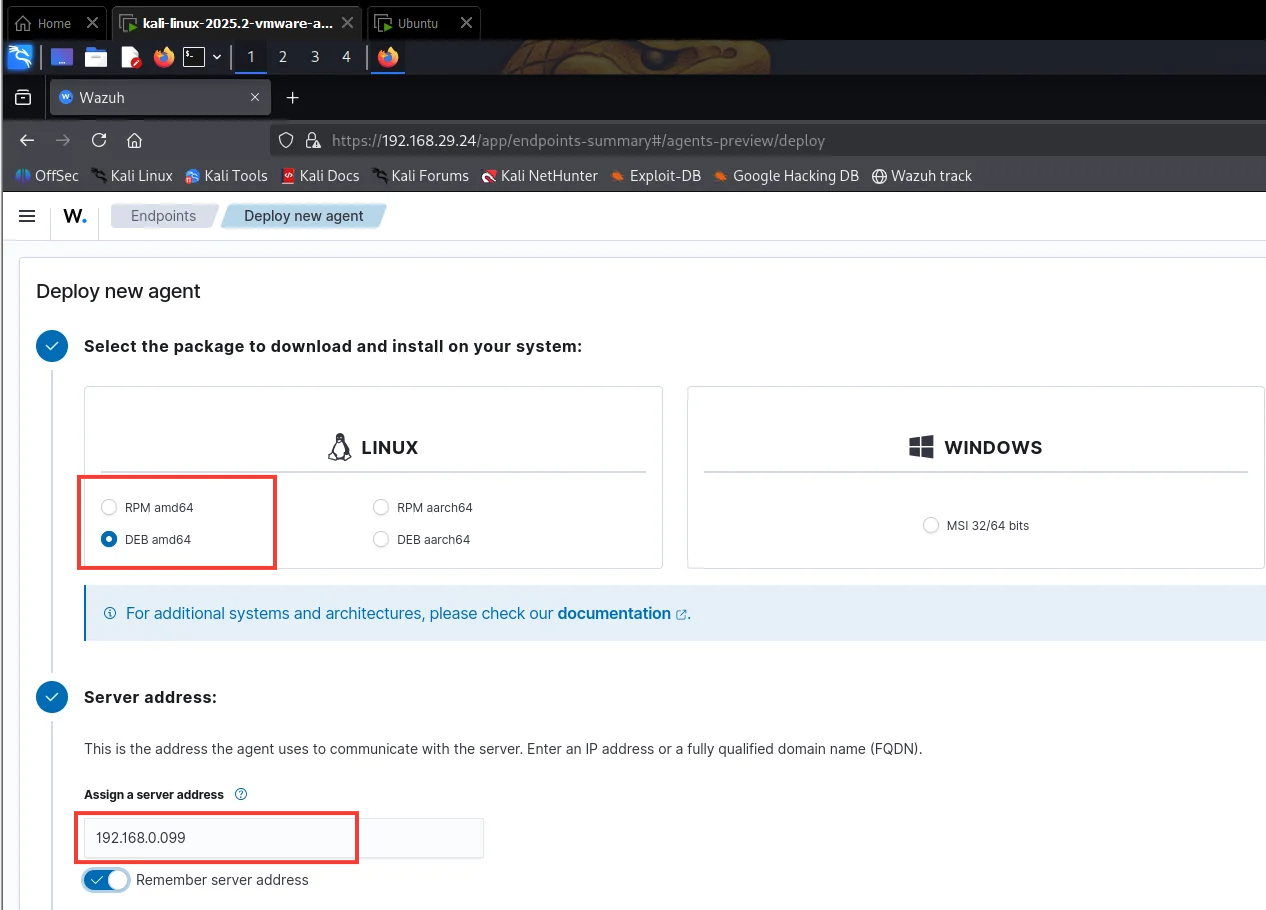 Home
kali-linux-2025.2-vmware-a...
Ubuntu
1 2 3 4
Wazuh
https://192.168.29.24/app/endpoints-summary#/agents-preview/deploy
OffSec Kali Linux Kali Tools Kali Docs Kali Forums Kali NetHunter Exploit-DB Google Hacking DB Wazuh track
W. Endpoints Deploy new agent
Deploy new agent
Select the package to download and install on your system:
LINUX
RPM amd64 RPM aarch64
DEB amd64 DEB aarch64
WINDOWS
MSI 32/64 bits
For additional systems and architectures, please check our documentation.
Server address:
This is the address the agent uses to communicate with the server. Enter an IP address or a fully qualified domain name (FQDN).
Assign a server address
192.168.0.099
Remember server address